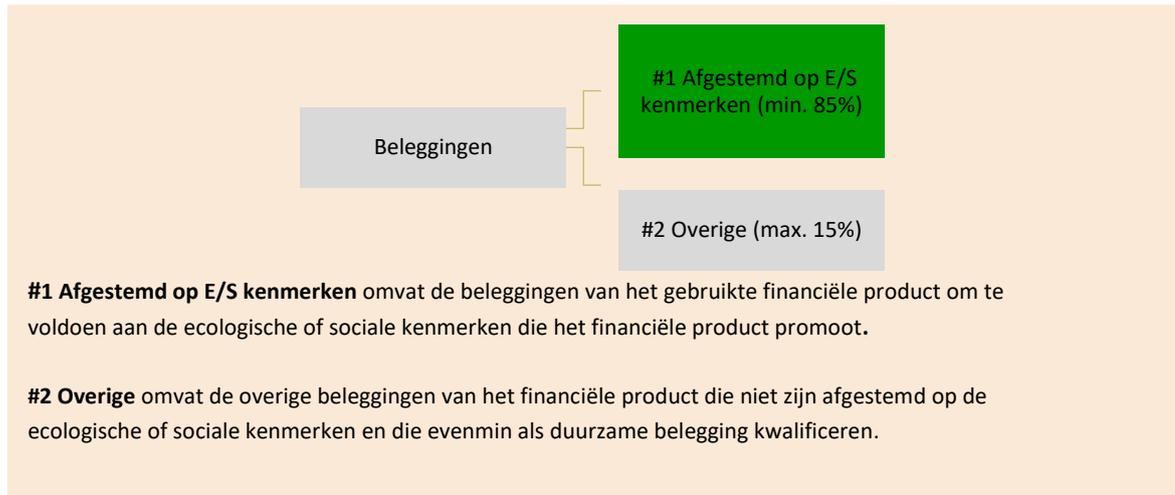 #1 Afgestemd op E/S
kenmerken (min. 85%)
Beleggingen
#2 Overige (max. 15%)
#1 Afgestemd op E/S kenmerken omvat de beleggingen van het gebruikte financiële product om te
voldoen aan de ecologische of sociale kenmerken die het financiële product promoot.
#2 Overige omvat de overige beleggingen van het financiële product die niet zijn afgestemd op de
ecologische of sociale kenmerken en die evenmin als duurzame belegging kwalificeren.